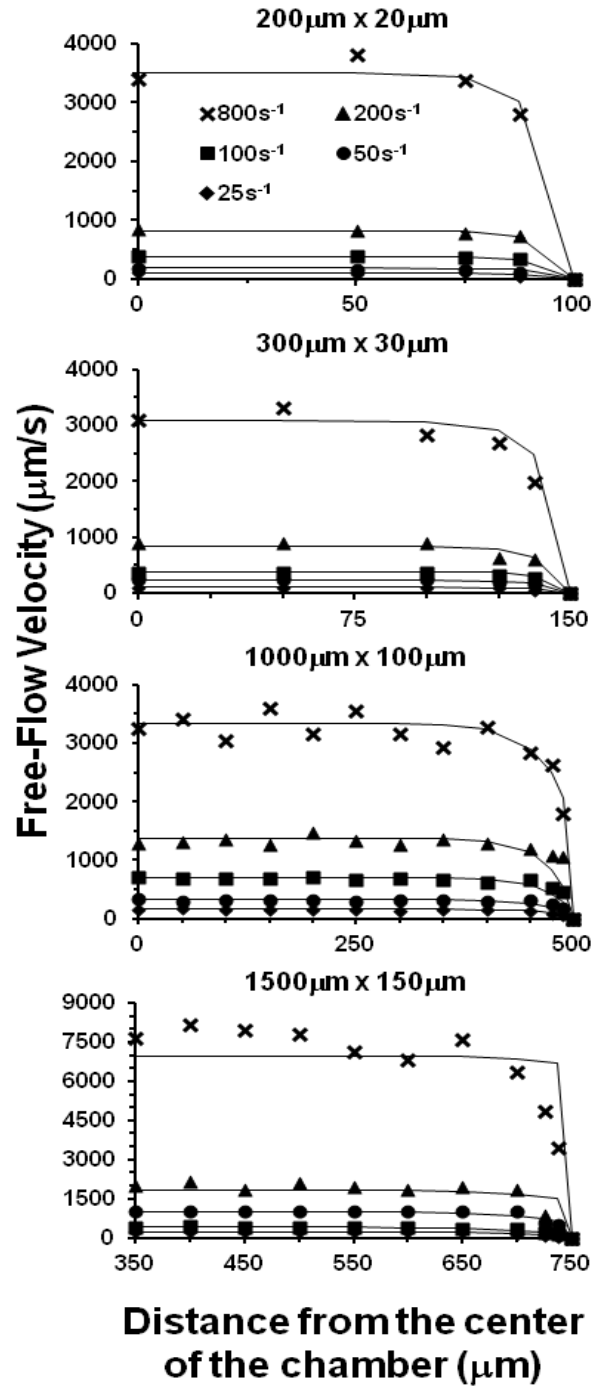 200μm x 20μm
4000
3000
2000
1000
0
×800s-1 ▲200s-1
■100s-1 ●50s-1
◆25s-1
0 50 100
300μm x 30μm
4000
3000
2000
1000
0
0 75 150
1000μm x 100μm
4000
3000
2000
1000
0
0 250 500
1500μm x 150μm
9000
7500
6000
4500
3000
1500
0
350 450 550 650 750
Free-Flow Velocity (μm/s)
Distance from the center
of the chamber (μm)